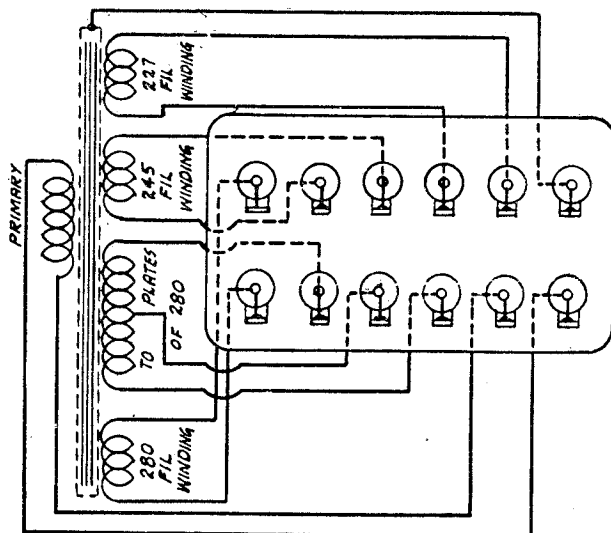 PRIMARY
227
FIL
WINDING
245
FIL
WINDING
TO PLATES
OF 280
280
FIL
WINDING